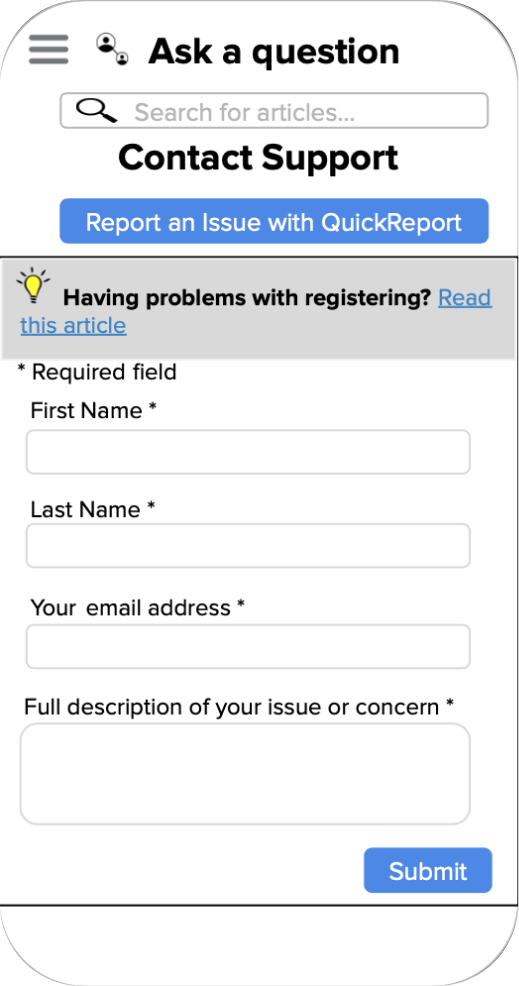 Ask a question
Search for articles...
Contact Support
Report an Issue with QuickReport
Having problems with registering? Read
this article
* Required field
First Name *
Last Name *
Your email address *
Full description of your issue or concern *
Submit